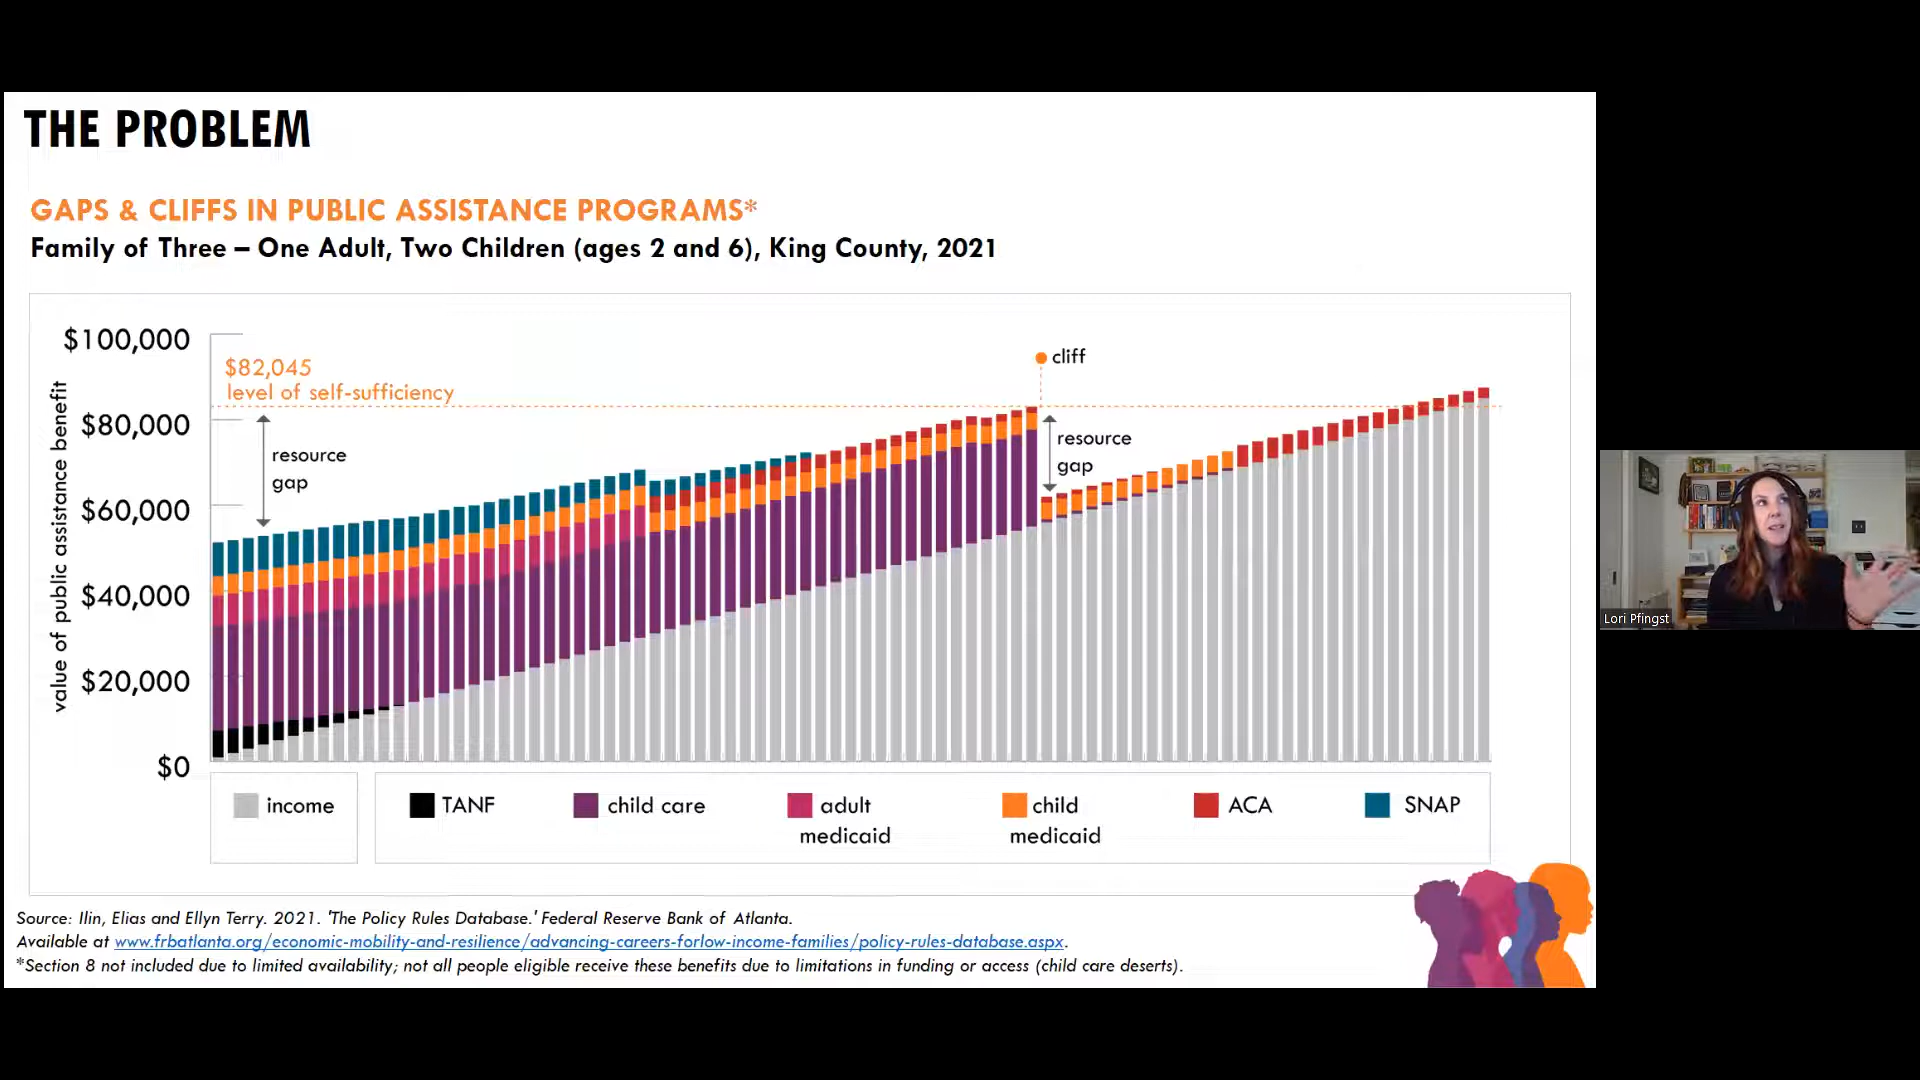 THE PROBLEM
GAPS & CLIFFS IN PUBLIC ASSISTANCE PROGRAMS*
Family of Three – One Adult, Two Children (ages 2 and 6), King County, 2021
value of public assistance benefit
$100,000
$80,000
$60,000
$40,000
$20,000
$0
$82,045
level of self-sufficiency
resource
gap
cliff
resource
gap
income
TANF
child care
adult
medicaid
child
medicaid
ACA
SNAP
Source: Ilin, Elias and Ellyn Terry. 2021. 'The Policy Rules Database.' Federal Reserve Bank of Atlanta.
Available at www.frbatlanta.org/economic-mobility-and-resilience/advancing-careers-forlow-income-families/policy-rules-database.aspx.
*Section 8 not included due to limited availability; not all people eligible receive these benefits due to limitations in funding or access (child care deserts).
Lori Pfingst